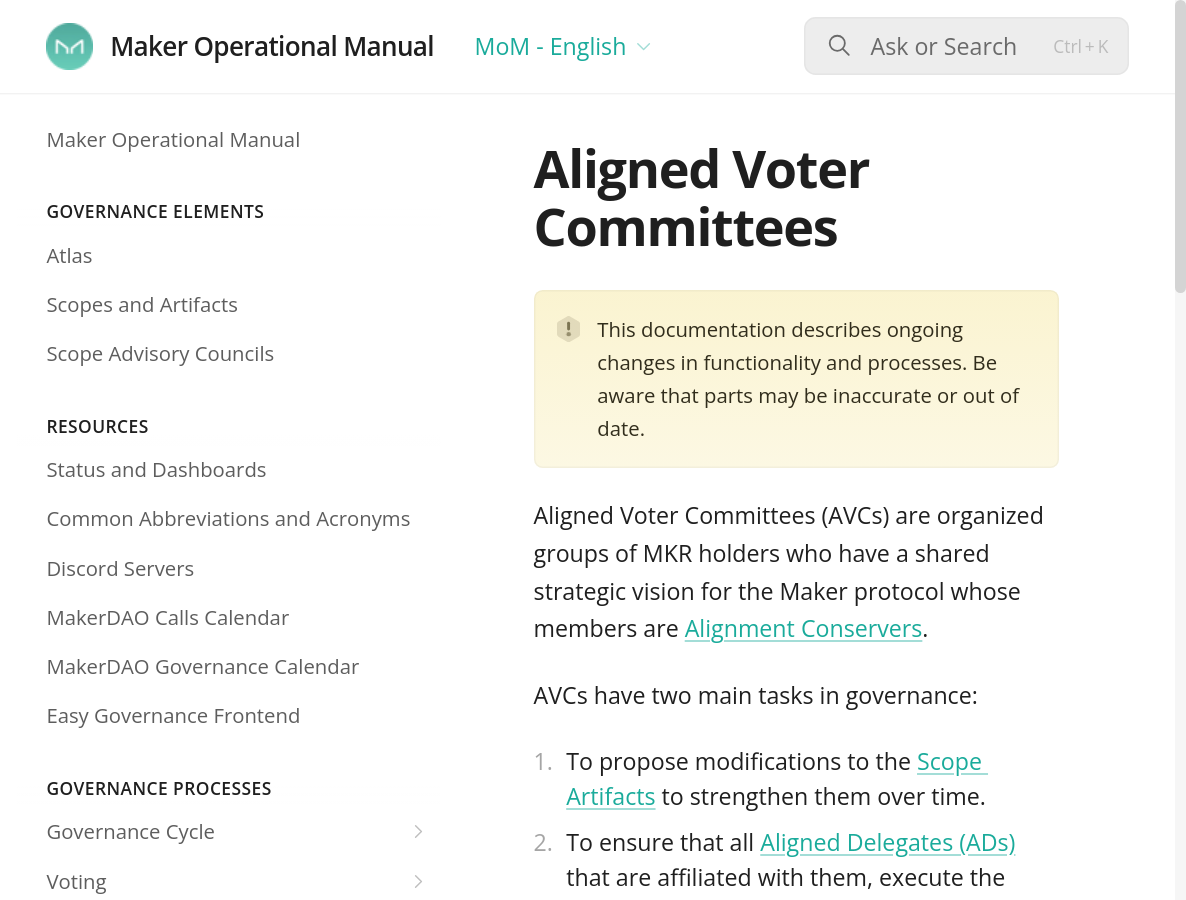 Maker Operational Manual
MoM - English
Ask or Search
Ctrl + K
Maker Operational Manual
GOVERNANCE ELEMENTS
Atlas
Scopes and Artifacts
Scope Advisory Councils
RESOURCES
Status and Dashboards
Common Abbreviations and Acronyms
Discord Servers
MakerDAO Calls Calendar
MakerDAO Governance Calendar
Easy Governance Frontend
GOVERNANCE PROCESSES
Governance Cycle
Voting
Aligned Voter
Committees
This documentation describes ongoing
changes in functionality and processes. Be
aware that parts may be inaccurate or out of
date.
Aligned Voter Committees (AVCs) are organized
groups of MKR holders who have a shared
strategic vision for the Maker protocol whose
members are Alignment Conservers.
AVCs have two main tasks in governance:
1. To propose modifications to the Scope
Artifacts to strengthen them over time.
2. To ensure that all Aligned Delegates (ADs)
that are affiliated with them, execute the